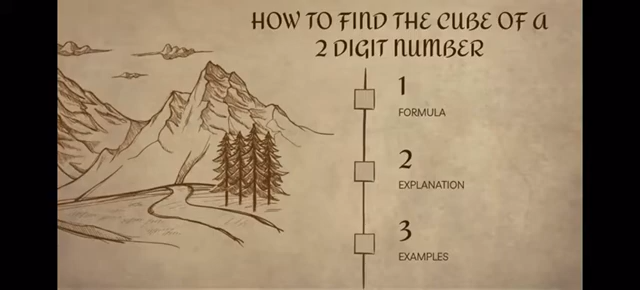 HOW TO FIND THE CUBE OF A
2 DIGIT NUMBER
1
FORMULA
2
EXPLANATION
3
EXAMPLES